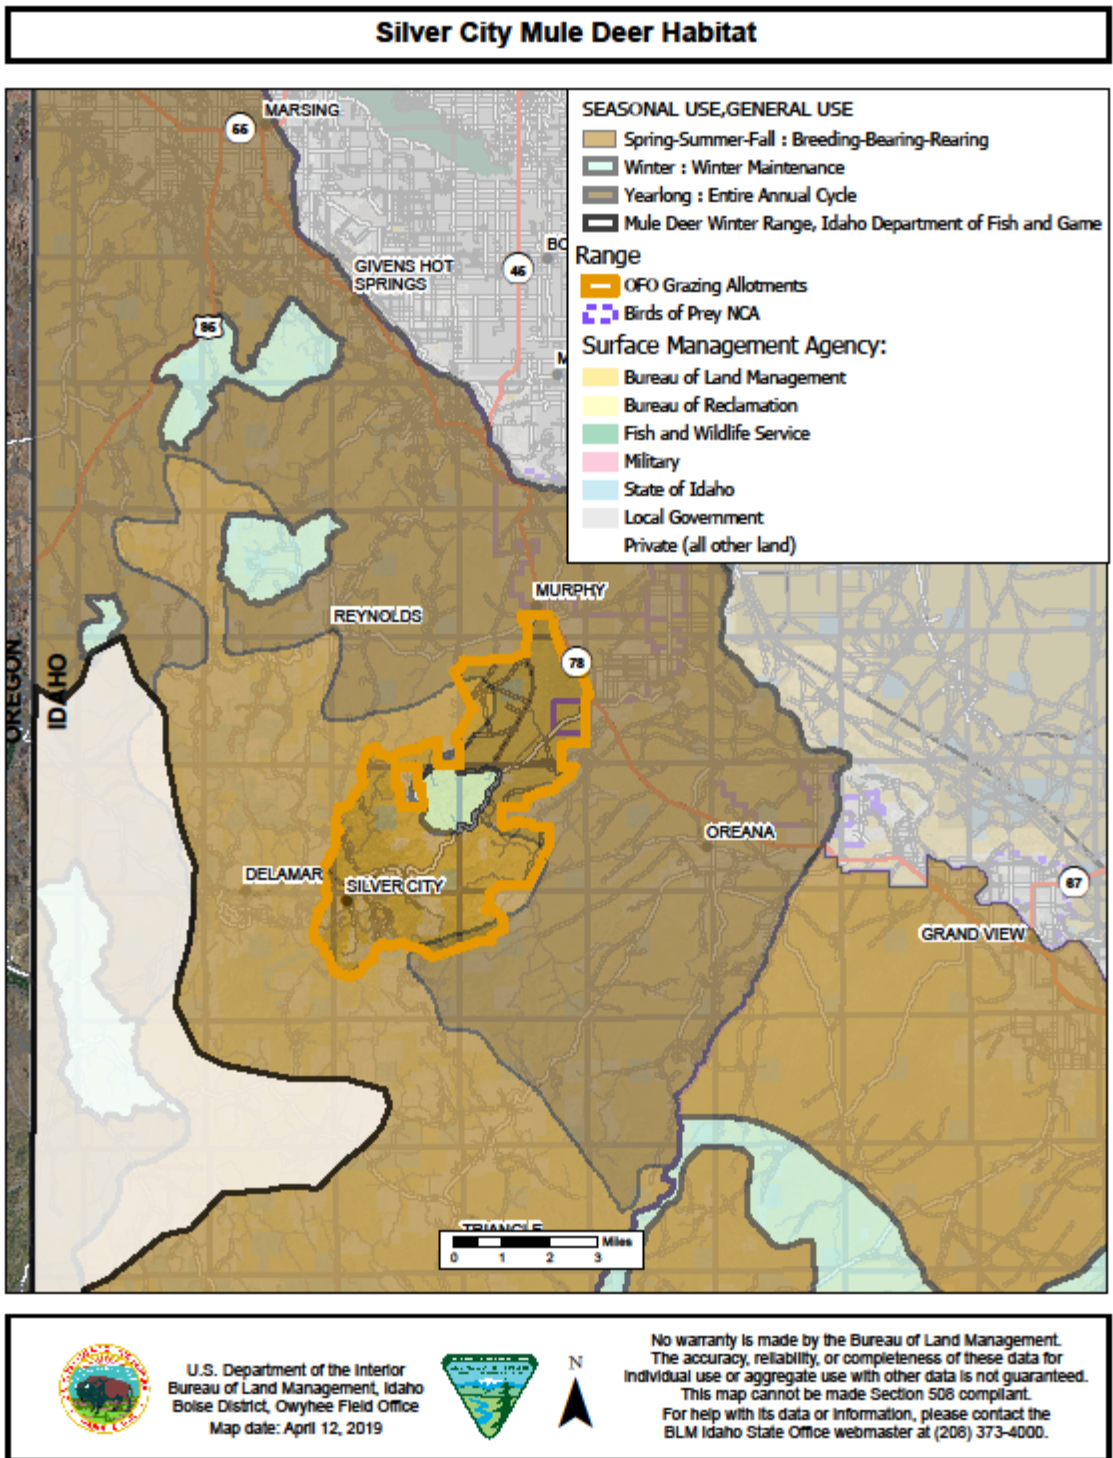 Silver City Mule Deer Habitat
SEASONAL USE,GENERAL USE
Spring-Summer-Fall : Breeding-Bearing-Rearing
Winter : Winter Maintenance
Yearlong : Entire Annual Cycle
Mule Deer Winter Range, Idaho Department of Fish and Game
Range
OFO Grazing Allotments
Birds of Prey NCA
Surface Management Agency:
Bureau of Land Management
Bureau of Reclamation
Fish and Wildlife Service
Military
State of Idaho
Local Government
Private (all other land)
MARSING
55
BO
45
GIVENS HOT
SPRINGS
95
M
MURPHY
REYNOLDS
78
OREGON
IDAHO
OREANA
DELAMAR
SILVER CITY
67
GRAND VIEW
TRIANGLE
Miles
0 1 2 3
U.S. Department of the Interior
Bureau of Land Management, Idaho
Boise District, Owyhee Field Office
Map date: April 12, 2019
N
No warranty is made by the Bureau of Land Management.
The accuracy, reliability, or completeness of these data for
individual use or aggregate use with other data is not guaranteed.
This map cannot be made Section 508 compliant.
For help with its data or information, please contact the
BLM Idaho State Office webmaster at (208) 373-4000.